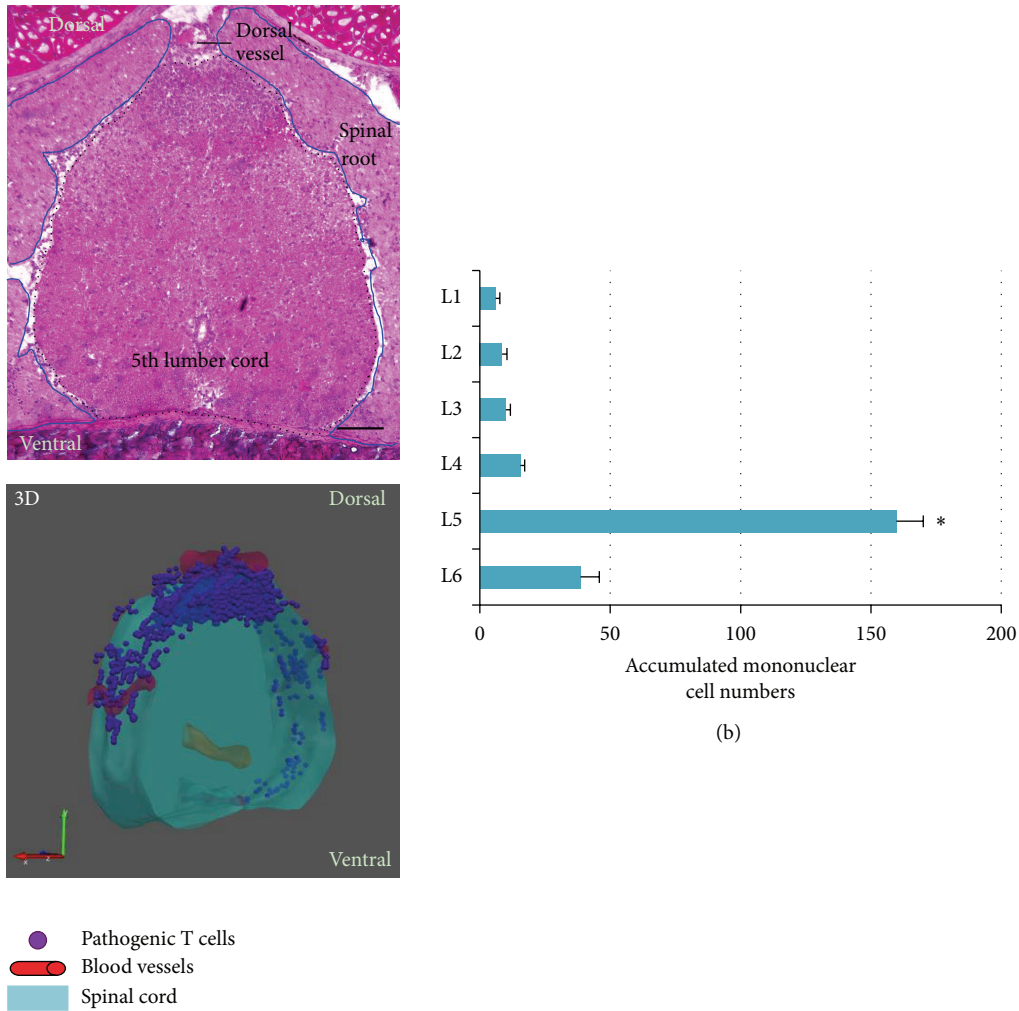 Dorsal
Dorsal
vessel
Spinal
root
5th lumber cord
Ventral
3D
Dorsal
Ventral
y
x
z
Pathogenic T cells
Blood vessels
Spinal cord
L1
L2
L3
L4
L5
*
L6
0 50 100 150 200
Accumulated mononuclear
cell numbers
(b)